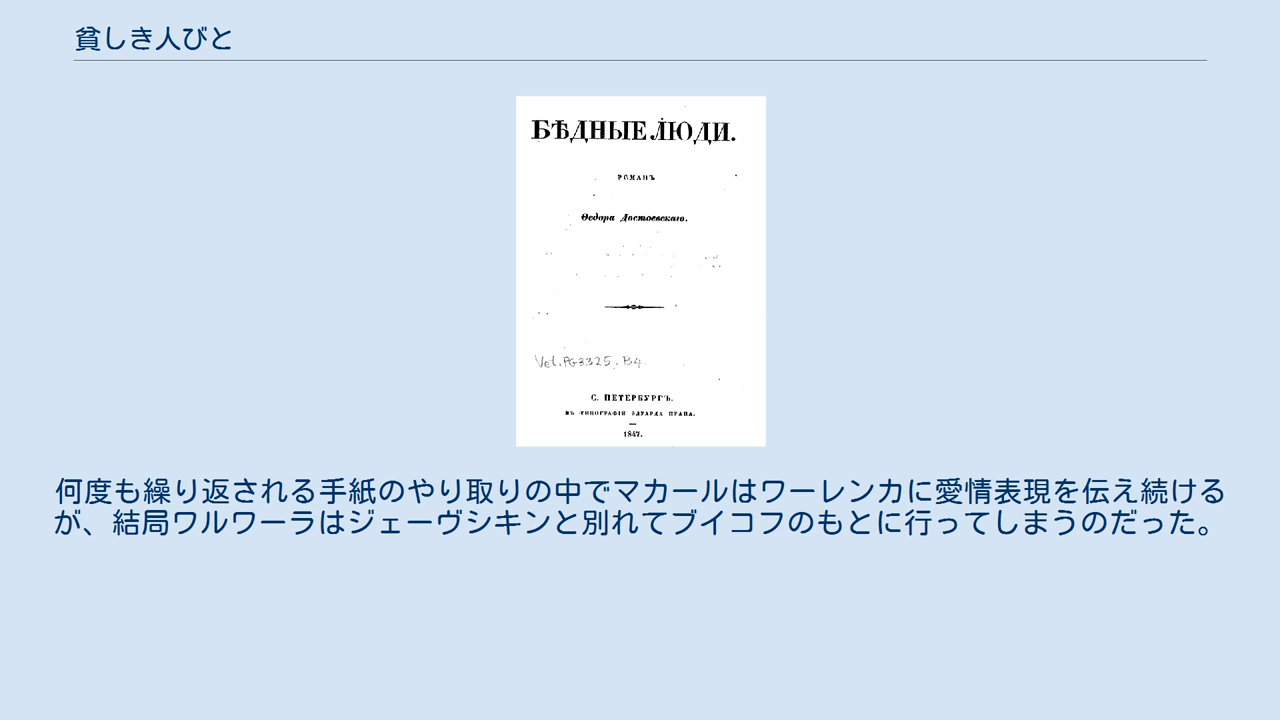 貧しき人びと
БѢДНЫЕ ЛЮДИ.
РОМАНЪ
Ѳедора Достоевскаго.
Vet.PG3325.B4
С. ПЕТЕРБУРГЪ.
ВЪ ТИПОГРАФІИ ЭДУАРДА ПРАЦА.
1847.
何度も繰り返される手紙のやり取りの中でマカールはワーレンカに愛情表現を伝え続ける
が、結局ワルワーラはジェーヴシキンと別れてブイコフのもとに行ってしまうのだった。